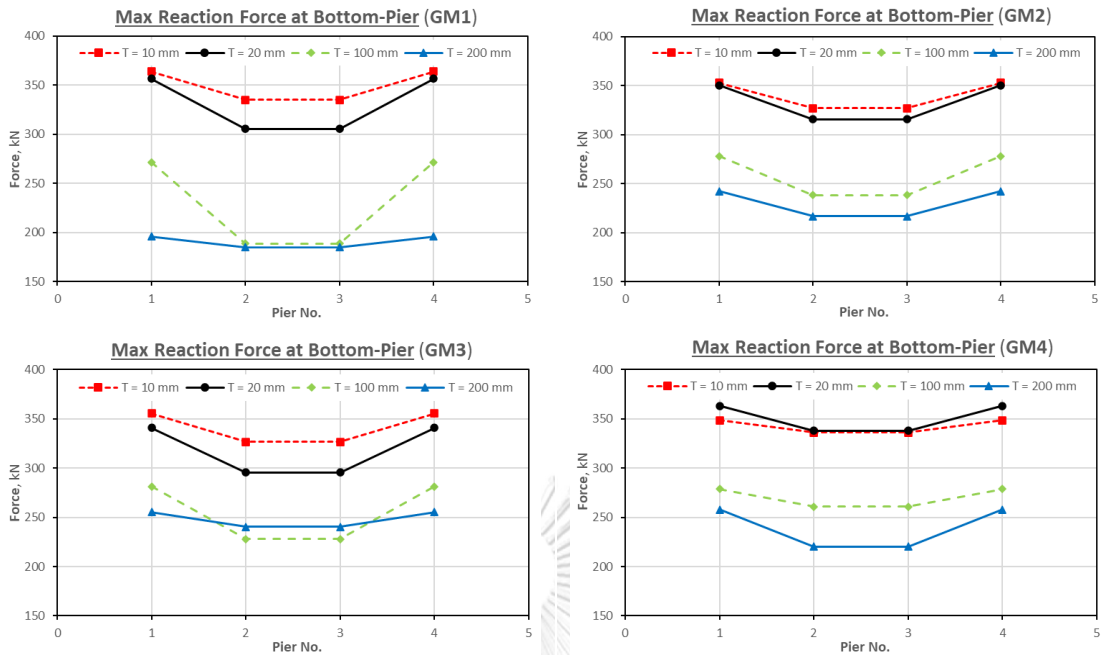 Max Reaction Force at Bottom-Pier (GM1)
400
350
300
250
200
150
Force, kN
T = 10 mm T = 20 mm T = 100 mm T = 200 mm
0 1 2 3 4 5
Pier No.
Max Reaction Force at Bottom-Pier (GM2)
400
350
300
250
200
150
Force, kN
T = 10 mm T = 20 mm T = 100 mm T = 200 mm
0 1 2 3 4 5
Pier No.
Max Reaction Force at Bottom-Pier (GM3)
400
350
300
250
200
150
Force, kN
T = 10 mm T = 20 mm T = 100 mm T = 200 mm
0 1 2 3 4 5
Pier No.
Max Reaction Force at Bottom-Pier (GM4)
400
350
300
250
200
150
Force, kN
T = 10 mm T = 20 mm T = 100 mm T = 200 mm
0 1 2 3 4 5
Pier No.